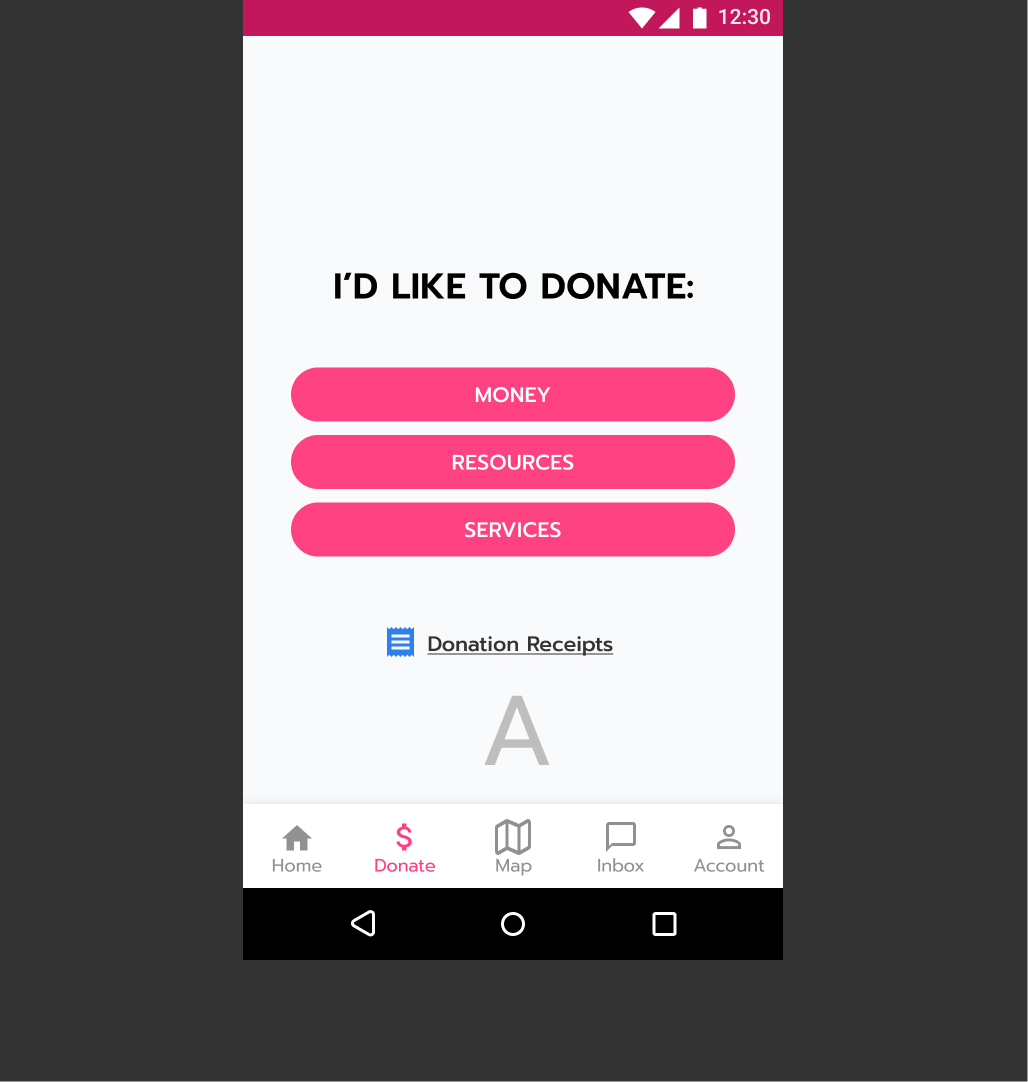 12:30
I’D LIKE TO DONATE:
MONEY
RESOURCES
SERVICES
Donation Receipts
A
Home Donate Map Inbox Account